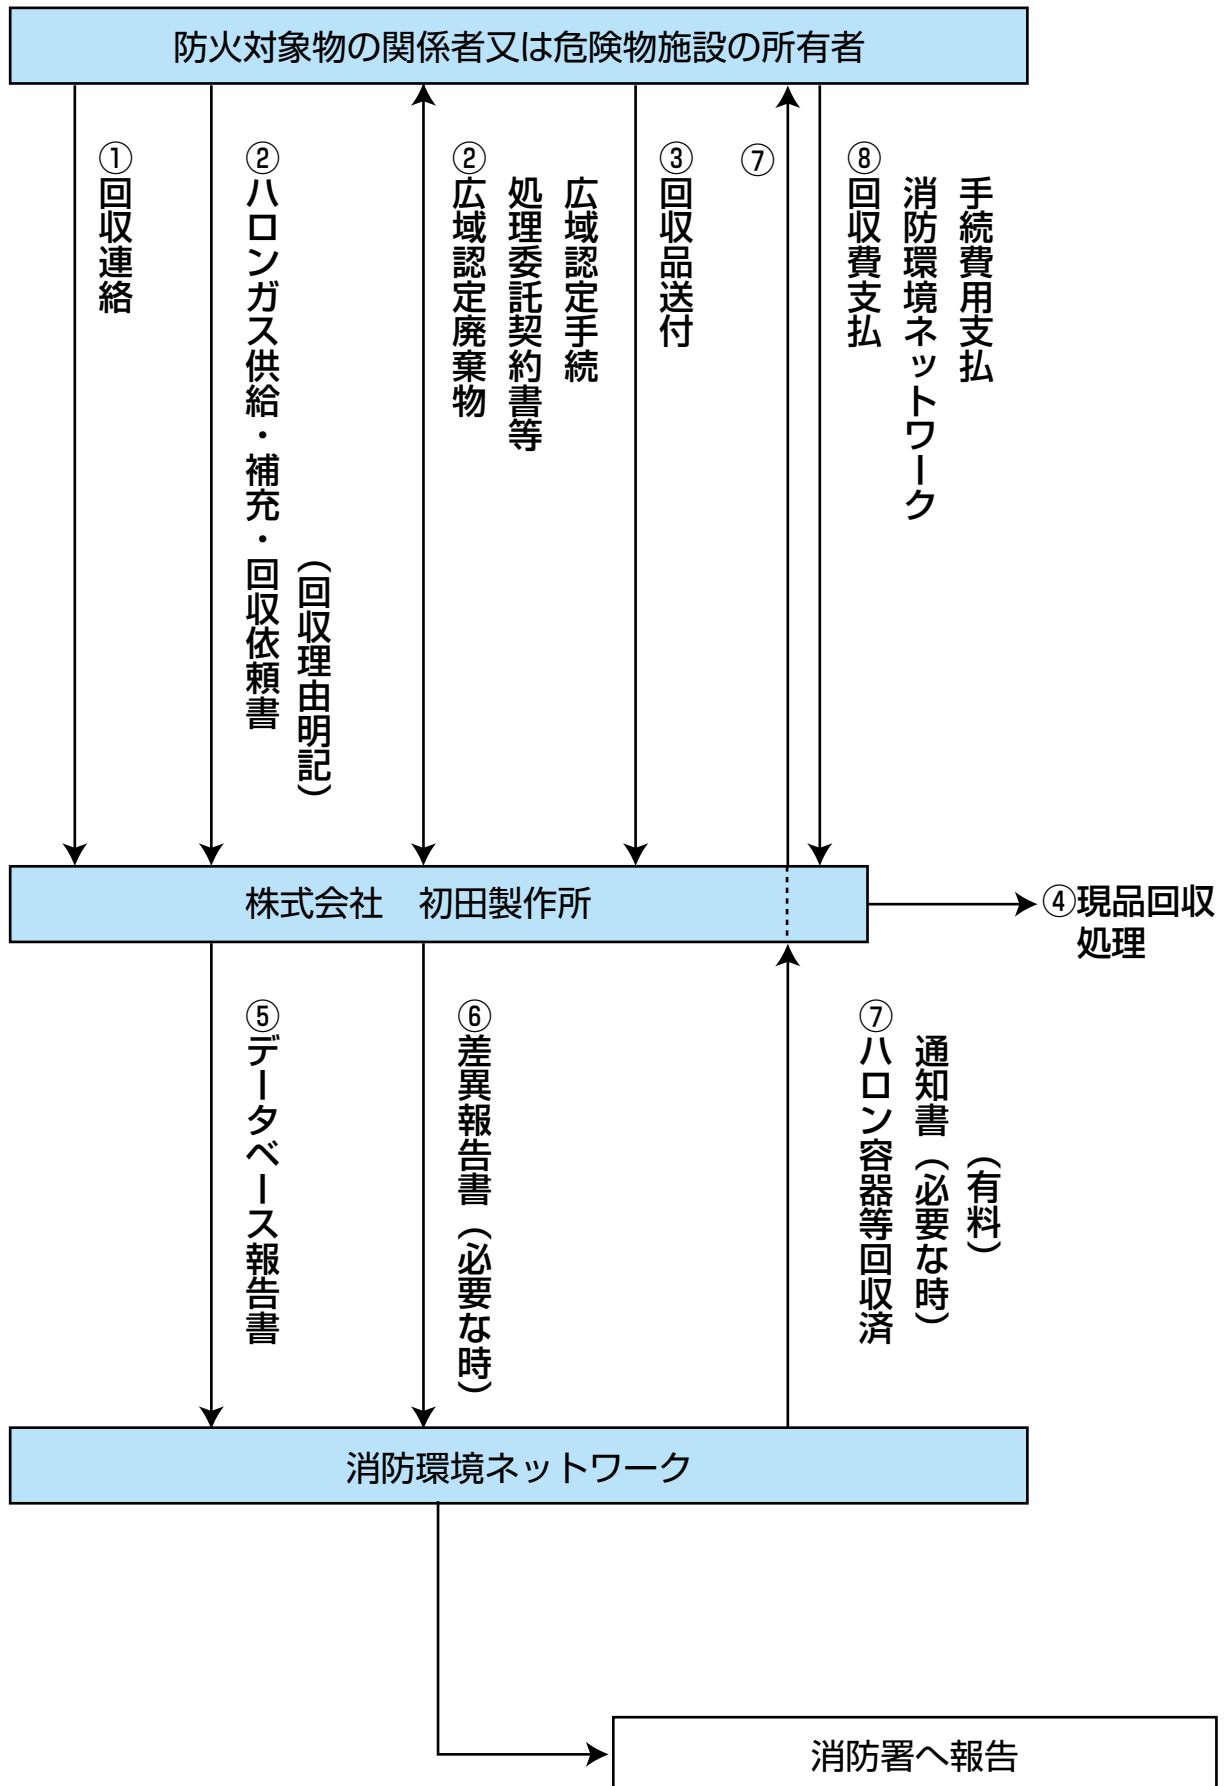 防火対象物の関係者又は危険物施設の所有者
①回収連絡
②ハロンガス供給・補充・回収依頼書
（回収理由明記）
②広域認定廃棄物
処理委託契約書等
広域認定手続
③回収品送付
⑦
⑧回収費支払
消防環境ネットワーク
手続費用支払
株式会社　初田製作所
④現品回収
処理
⑤データベース報告書
⑥差異報告書（必要な時）
⑦ハロン容器等回収済
通知書（必要な時）
（有料）
消防環境ネットワーク
消防署へ報告